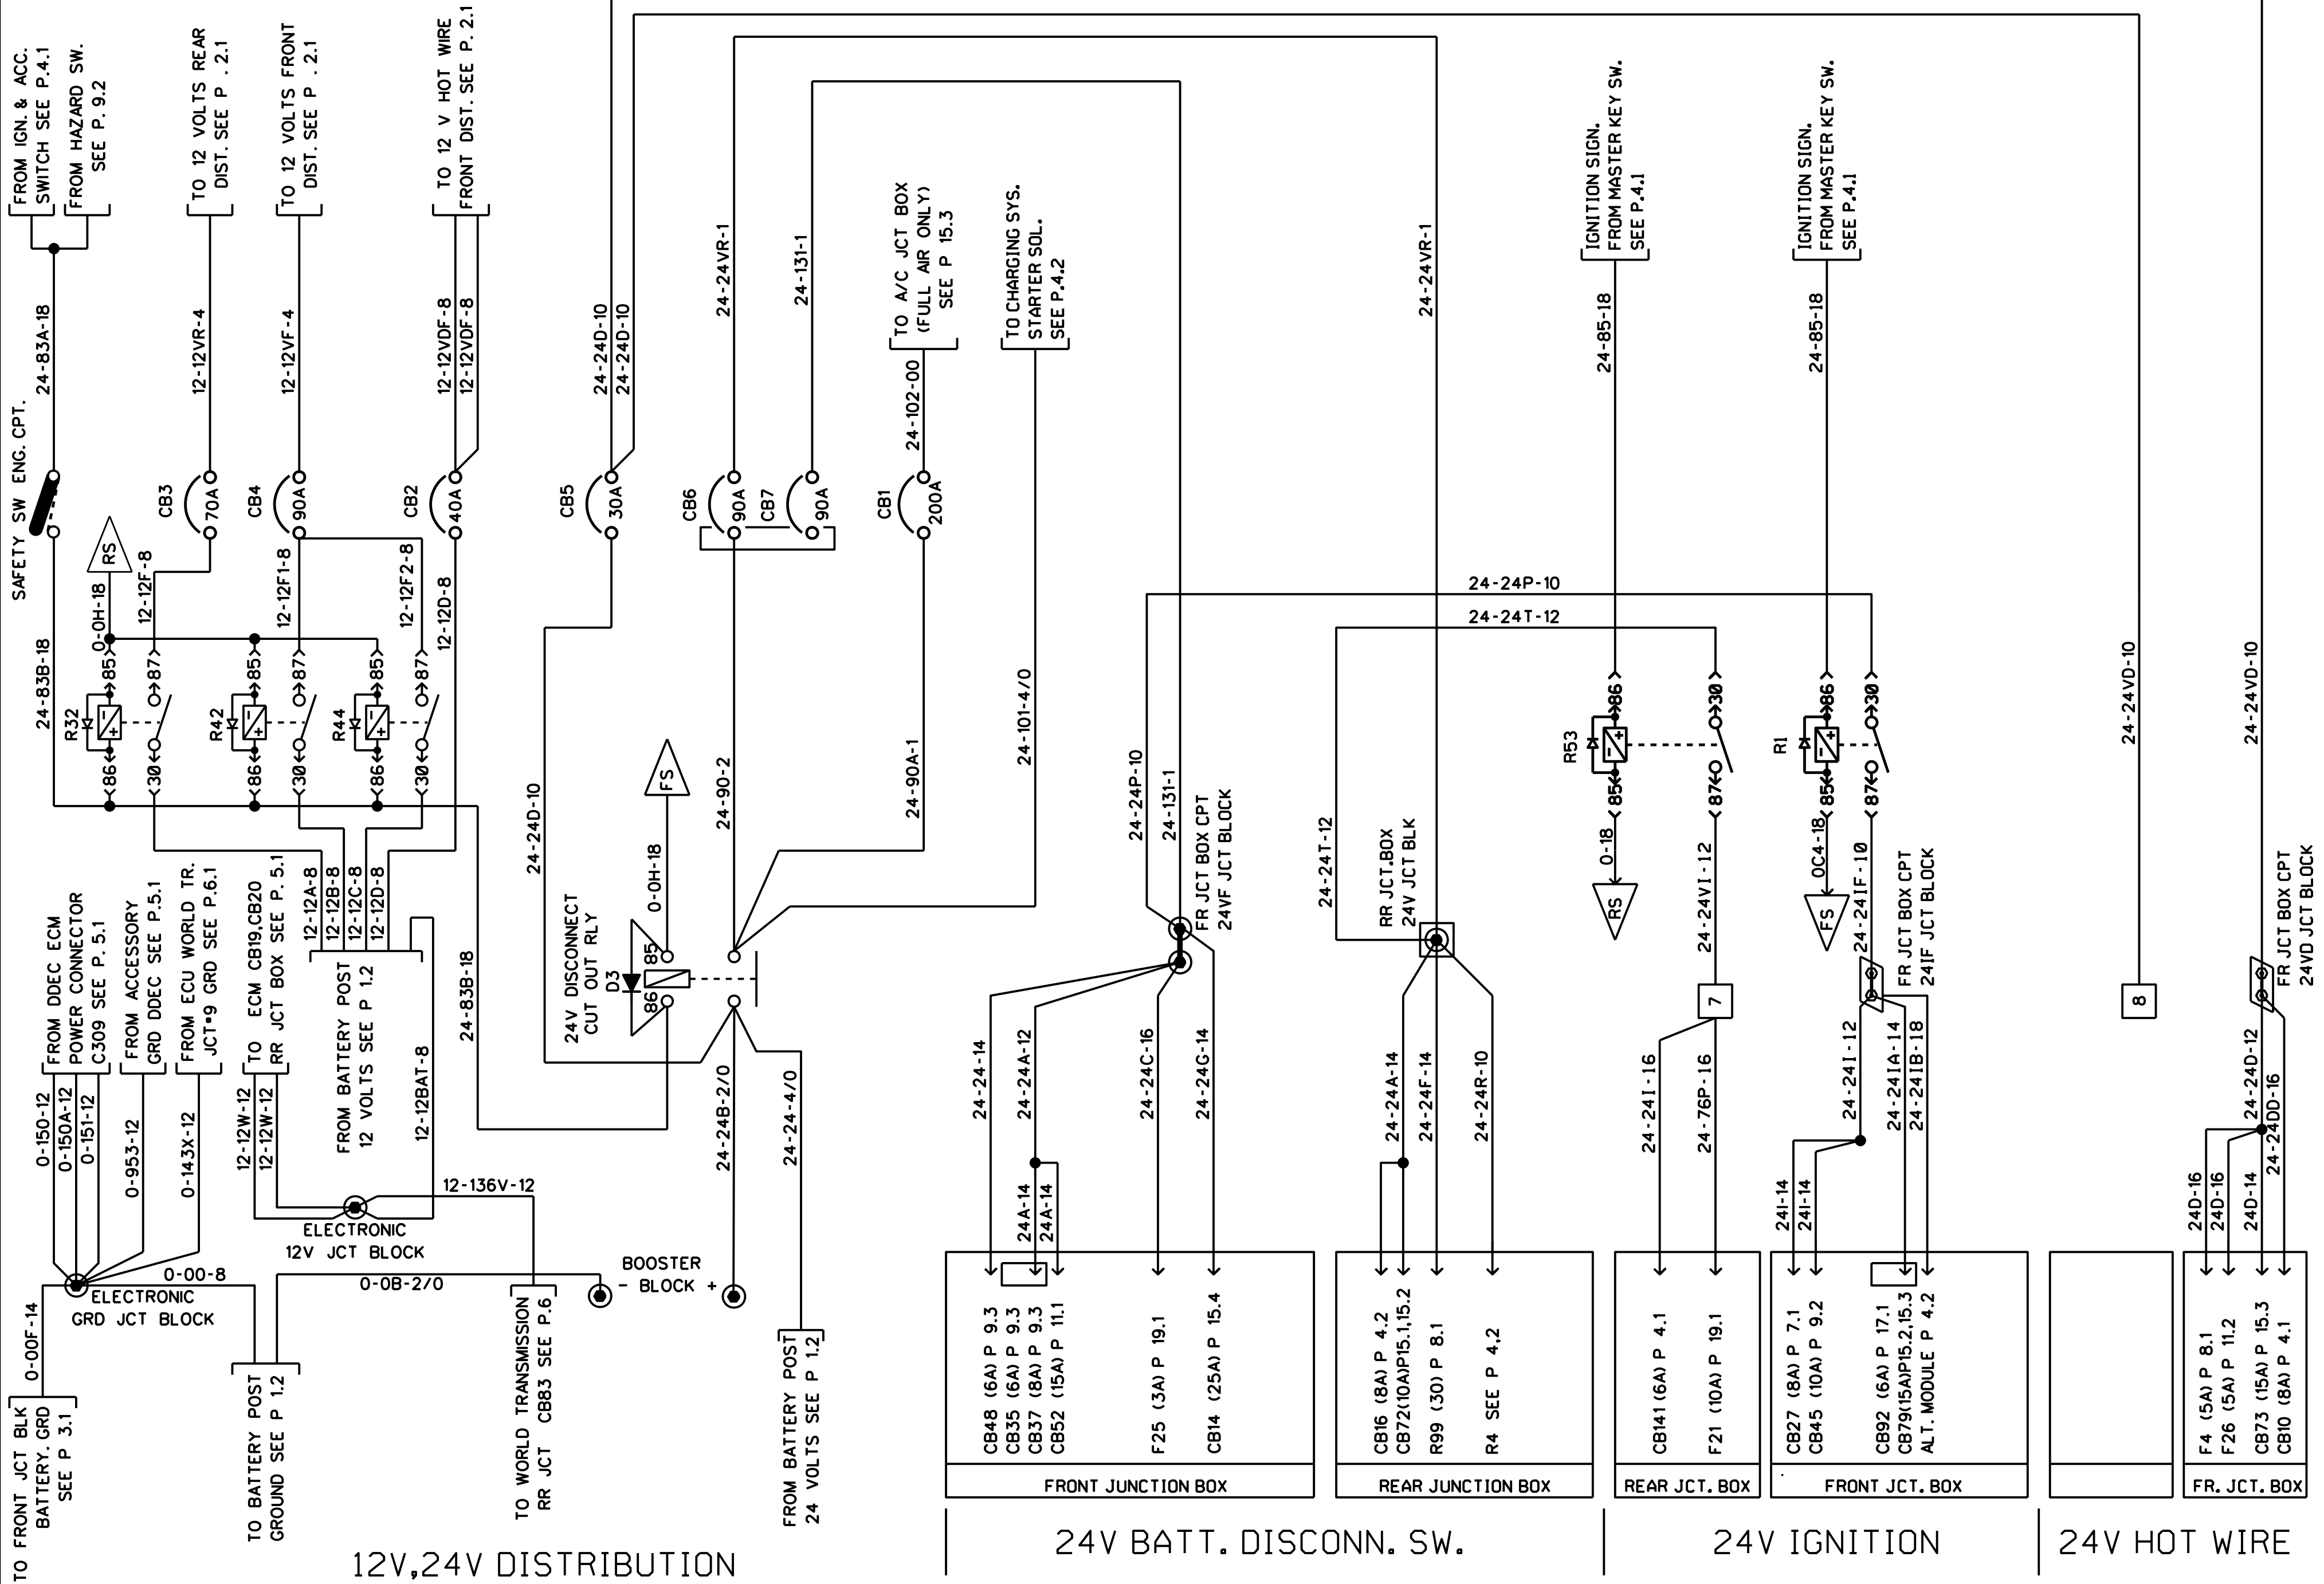 FROM IGN. & ACC.
SWITCH SEE P.4.1
FROM HAZARD SW.
SEE P. 9.2
TO 12 VOLTS REAR
DIST. SEE P . 2.1
TO 12 VOLTS FRONT
DIST. SEE P . 2.1
TO 12 V HOT WIRE
FRONT DIST. SEE P. 2.1
TO A/C JCT BOX
(FULL AIR ONLY)
SEE P 15.3
TO CHARGING SYS.
STARTER SOL.
SEE P.4.2
IGNITION SIGN.
FROM MASTER KEY SW.
SEE P.4.1
IGNITION SIGN.
FROM MASTER KEY SW.
SEE P.4.1
24-83A-18
12-12VR-4
12-12VF-4
12-12VDF-8
12-12VDF-8
24-24D-10
24-24D-10
24-24VR-1
24-131-1
24-102-00
24-24VR-1
24-85-18
24-85-18
SAFETY SW ENG. CPT.
CB3
70A
CB4
90A
CB2
40A
CB5
30A
CB6
90A
CB7
90A
CB1
200A
RS
0-0H-18
12-12F-8
12-12F1-8
12-12F2-8
12-12D-8
24-24P-10
24-24T-12
24-83B-18
R32
85
87
86
30
R42
85
87
86
30
R44
85
87
86
30
R53
86
30
85
87
R1
86
30
85
87
24-24VD-10
24-24VD-10
24-24D-10
FS
0-0H-18
24-90-2
24-90A-1
24-101-4/0
24-24P-10
24-131-1
FR JCT BOX CPT
24VF JCT BLOCK
24-24T-12
RR JCT.BOX
24V JCT BLK
0-18
RS
24-24VI-12
0C4-18
FS
24-24IF-10
FR JCT BOX CPT
24IF JCT BLOCK
FR JCT BOX CPT
24VD JCT BLOCK
7
8
FROM DDEC ECM
POWER CONNECTOR
C309 SEE P. 5.1
FROM ACCESSORY
GRD DDEC SEE P.5.1
FROM ECU WORLD TR.
JCT•9 GRD SEE P.6.1
TO ECM CB19,CB20
RR JCT BOX SEE P. 5.1
12-12A-8
12-12B-8
12-12C-8
12-12D-8
FROM BATTERY POST
12 VOLTS SEE P 1.2
12-12BAT-8
24-83B-18
24V DISCONNECT
CUT OUT RLY
D3
85
86
0-150-12
0-150A-12
0-151-12
0-953-12
0-143X-12
12-12W-12
12-12W-12
24-24B-2/0
24-24-4/0
24-24-14
24-24A-12
24-24C-16
24-24G-14
24-24A-14
24-24F-14
24-24R-10
24-24I-16
24-76P-16
24-24I-12
24-24IA-14
24-24IB-18
24-24D-12
24-24DD-16
24A-14
24A-14
24I-14
24I-14
24D-16
24D-16
24D-14
12-136V-12
ELECTRONIC
12V JCT BLOCK
0-00-8
0-0B-2/0
ELECTRONIC
GRD JCT BLOCK
BOOSTER
- BLOCK +
0-00F-14
TO FRONT JCT BLK
BATTERY. GRD
SEE P 3.1
TO BATTERY POST
GROUND SEE P 1.2
TO WORLD TRANSMISSION
RR JCT CB83 SEE P.6
FROM BATTERY POST
24 VOLTS SEE P 1.2
CB48 (6A) P 9.3
CB35 (6A) P 9.3
CB37 (8A) P 9.3
CB52 (15A) P 11.1
F25 (3A) P 19.1
CB14 (25A) P 15.4
FRONT JUNCTION BOX
CB16 (8A) P 4.2
CB72(10A)P15.1,15.2
R99 (30) P 8.1
R4 SEE P 4,2
REAR JUNCTION BOX
CB141 (6A) P 4.1
F21 (10A) P 19.1
REAR JCT. BOX
CB27 (8A) P 7.1
CB45 (10A) P 9.2
CB92 (6A) P 17.1
CB79(15A)P15.2,15.3
ALT. MODULE P 4.2
FRONT JCT. BOX
F4 (5A) P 8.1
F26 (5A) P 11.2
CB73 (15A) P 15.3
CB10 (8A) P 4.1
FR. JCT. BOX
12V,24V DISTRIBUTION
24V BATT. DISCONN. SW.
24V IGNITION
24V HOT WIRE